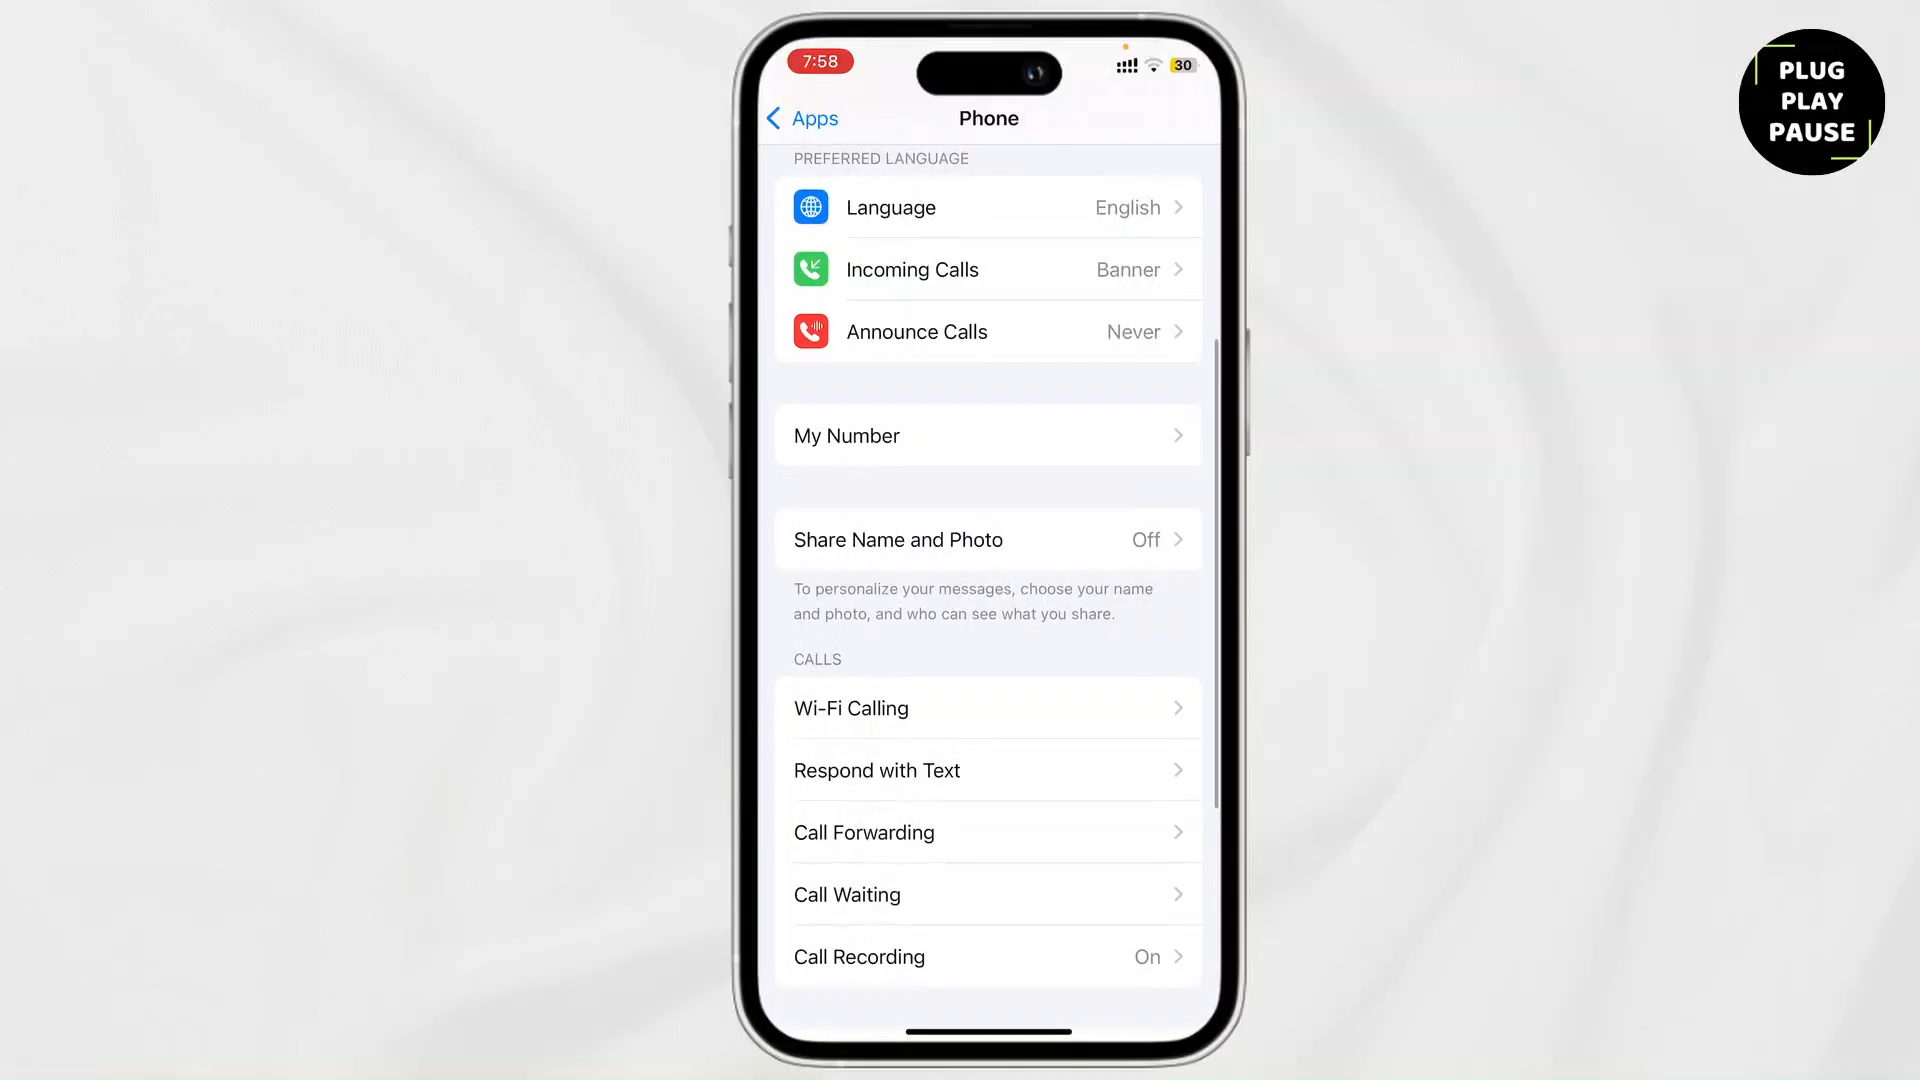 7:58
30
Apps
Phone
PREFERRED LANGUAGE
Language English
Incoming Calls Banner
Announce Calls Never
My Number
Share Name and Photo Off
To personalize your messages, choose your name
and photo, and who can see what you share.
CALLS
Wi-Fi Calling
Respond with Text
Call Forwarding
Call Waiting
Call Recording On
PLUG
PLAY
PAUSE